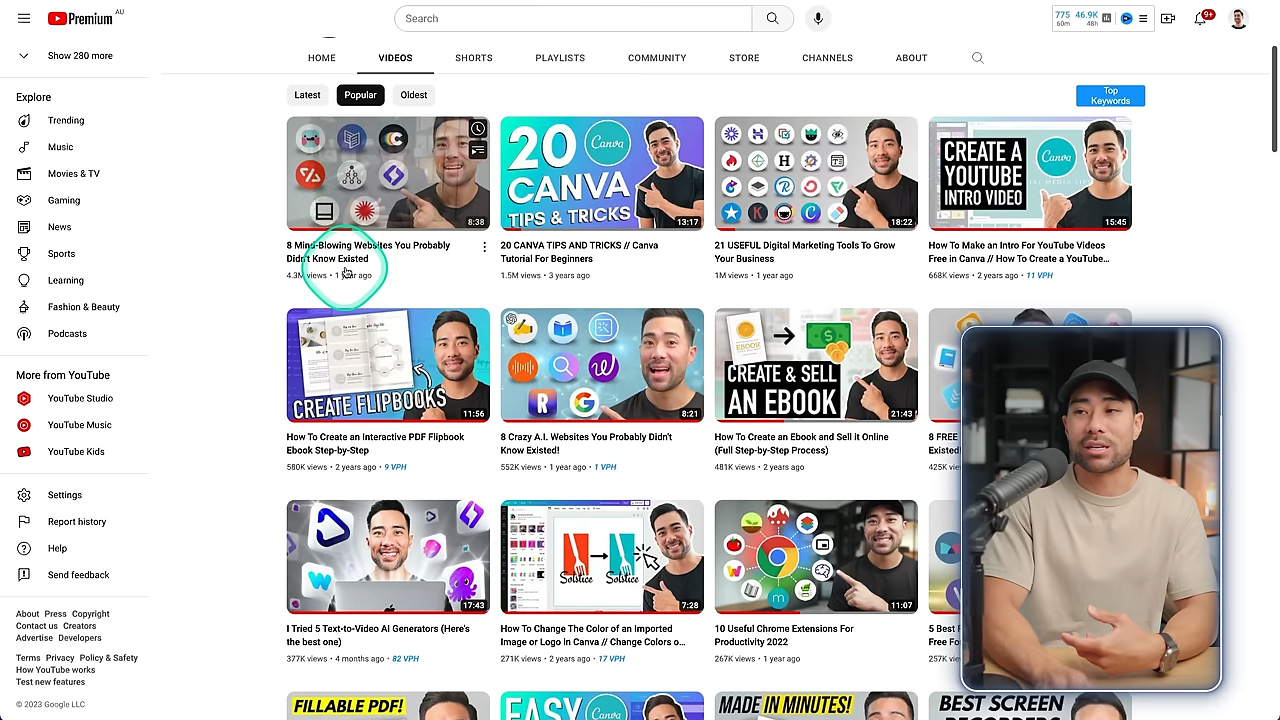 Premium AU
Search
775 46.9K
60m 48h
9+
Show 280 more
HOME VIDEOS SHORTS PLAYLISTS COMMUNITY STORE CHANNELS ABOUT
Latest Popular Oldest
Top
Keywords
Explore
Trending
Music
Movies & TV
Gaming
News
Sports
Learning
Fashion & Beauty
Podcasts
More from YouTube
YouTube Studio
YouTube Music
YouTube Kids
Settings
Report history
Help
Send feedback
About Press Copyright
Contact us Creators
Advertise Developers
Terms Privacy Policy & Safety
How YouTube works
Test new features
© 2023 Google LLC
8:38
8 Mind-Blowing Websites You Probably
Didn't Know Existed
4.3M views • 1 year ago
20 Canva
CANVA
TIPS & TRICKS
13:17
20 CANVA TIPS AND TRICKS // Canva
Tutorial For Beginners
1.5M views • 3 years ago
18:22
21 USEFUL Digital Marketing Tools To Grow
Your Business
1M views • 1 year ago
CREATE A
YOUTUBE
INTRO VIDEO
Canva
15:45
How To Make an Intro For YouTube Videos
Free in Canva // How To Create a YouTube...
668K views • 2 years ago • 11 VPH
CREATE FLIPBOOKS
11:56
How To Create an Interactive PDF Flipbook
Ebook Step-by-Step
580K views • 2 years ago • 9 VPH
8:21
8 Crazy A.I. Websites You Probably Didn't
Know Existed!
552K views • 1 year ago • 1 VPH
EBOOK
CREATE & SELL
AN EBOOK
21:43
How To Create an Ebook and Sell it Online
(Full Step-by-Step Process)
481K views • 2 years ago
8 FREE
Existed!
425K
17:43
I Tried 5 Text-to-Video AI Generators (Here's
the best one)
377K views • 4 months ago • 82 VPH
Solstice Solstice
7:28
How To Change The Color of an Imported
Image or Logo in Canva // Change Colors o...
271K views • 2 years ago • 17 VPH
11:07
10 Useful Chrome Extensions For
Productivity 2022
267K views • 1 year ago
5 Best
Free Fo
257K
FILLABLE PDF!
EASY Canva
MADE IN MINUTES!
BEST SCREEN
RECORDERS